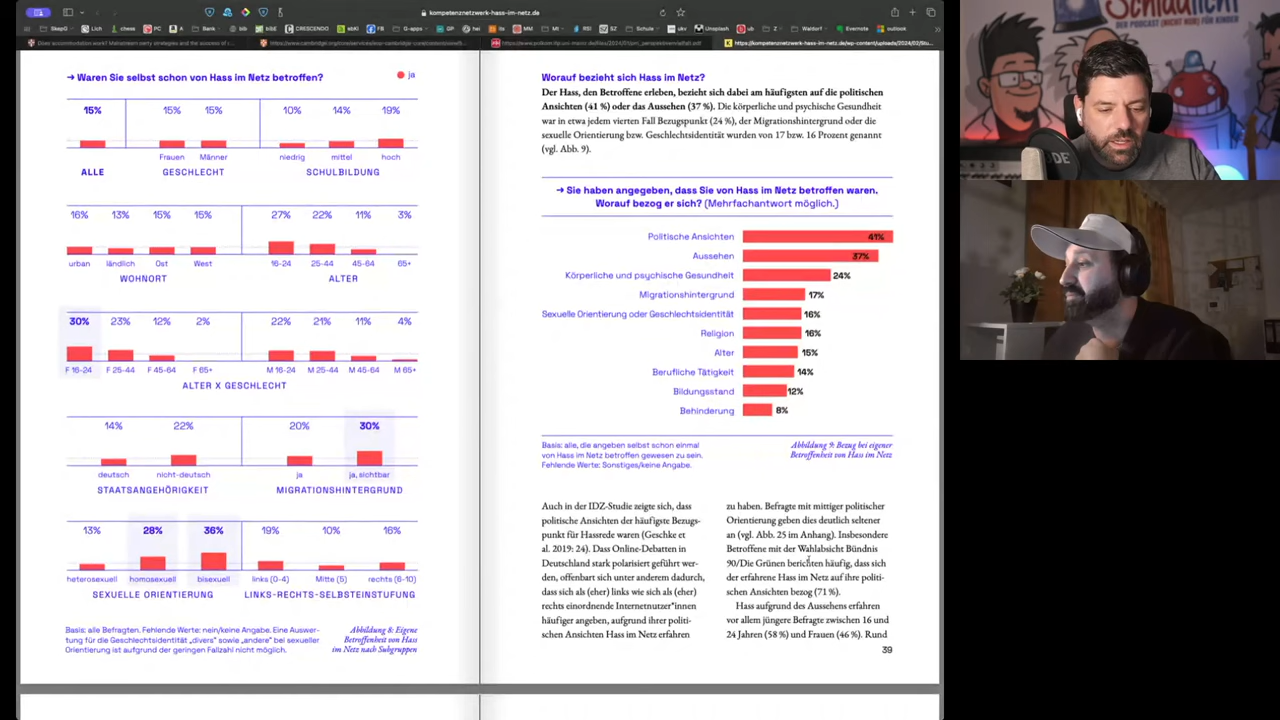 kompetenznetzwerk-hass-im-netz.de
→ Waren Sie selbst schon von Hass im Netz betroffen?
ja
15%
15%
15%
10%
14%
19%
Frauen
Männer
niedrig
mittel
hoch
ALLE
GESCHLECHT
SCHULBILDUNG
16%
13%
15%
15%
27%
22%
11%
3%
urban
ländlich
Ost
West
16-24
25-44
45-64
65+
WOHNORT
ALTER
30%
23%
12%
2%
22%
21%
11%
4%
F 16-24
F 25-44
F 45-64
F 65+
M 16-24
M 25-44
M 45-64
M 65+
ALTER X GESCHLECHT
14%
22%
20%
30%
deutsch
nicht-deutsch
ja
ja, sichtbar
STAATSANGEHÖRIGKEIT
MIGRATIONSHINTERGRUND
13%
28%
36%
19%
10%
16%
heterosexuell
homosexuell
bisexuell
links (0-4)
Mitte (5)
rechts (6-10)
SEXUELLE ORIENTIERUNG
LINKS-RECHTS-SELBSTEINSTUFUNG
Basis: alle Befragten. Fehlende Werte: nein/keine Angabe. Eine Auswer-
tung für die Geschlechtsidentität „divers“ sowie „andere“ bei sexueller
Orientierung ist aufgrund der geringen Fallzahl nicht möglich.
Abbildung 8: Eigene
Betroffenheit von Hass
im Netz nach Subgruppen
Worauf bezieht sich Hass im Netz?
Der Hass, den Betroffene erleben, bezieht sich dabei am häufigsten auf die politischen
Ansichten (41 %) oder das Aussehen (37 %). Die körperliche und psychische Gesundheit
war in etwa jedem vierten Fall Bezugspunkt (24 %), der Migrationshintergrund oder die
sexuelle Orientierung bzw. Geschlechtsidentität wurden von 17 bzw. 16 Prozent genannt
(vgl. Abb. 9).
→ Sie haben angegeben, dass Sie von Hass im Netz betroffen waren.
Worauf bezog er sich? (Mehrfachantwort möglich.)
Politische Ansichten 41%
Aussehen 37%
Körperliche und psychische Gesundheit 24%
Migrationshintergrund 17%
Sexuelle Orientierung oder Geschlechtsidentität 16%
Religion 16%
Alter 15%
Berufliche Tätigkeit 14%
Bildungsstand 12%
Behinderung 8%
Basis: alle, die angeben selbst schon einmal
von Hass im Netz betroffen gewesen zu sein.
Fehlende Werte: Sonstiges/keine Angabe.
Abbildung 9: Bezug bei eigener
Betroffenheit von Hass im Netz
Auch in der IDZ-Studie zeigte sich, dass
politische Ansichten der häufigste Bezugs-
punkt für Hassrede waren (Geschke et
al. 2019: 24). Dass Online-Debatten in
Deutschland stark polarisiert geführt wer-
den, offenbart sich unter anderem dadurch,
dass sich als (eher) links wie sich als (eher)
rechts einordnende Internetnutzer*innen
häufiger angeben, aufgrund ihrer politi-
schen Ansichten Hass im Netz erfahren
zu haben. Befragte mit mittiger politischer
Orientierung geben dies deutlich seltener
an (vgl. Abb. 25 im Anhang). Insbesondere
Betroffene mit der Wahlabsicht Bündnis
90/Die Grünen berichten häufig, dass sich
der erfahrene Hass im Netz auf ihre politi-
schen Ansichten bezog (71 %).
Hass aufgrund des Aussehens erfahren
vor allem jüngere Befragte zwischen 16 und
24 Jahren (58 %) und Frauen (46 %). Rund
39
DER PODCAST (NICHT NUR) FÜR KINDER